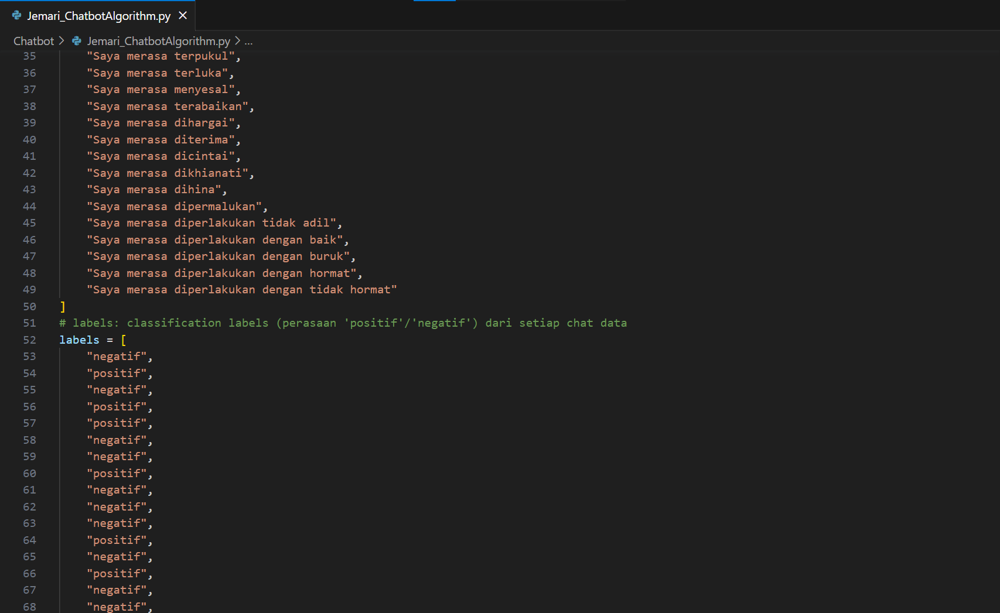 Jemari_ChatbotAlgorithm.py
Chatbot > Jemari_ChatbotAlgorithm.py > ...
35 "Saya merasa terpukul",
36 "Saya merasa terluka",
37 "Saya merasa menyesal",
38 "Saya merasa terabaikan",
39 "Saya merasa dihargai",
40 "Saya merasa diterima",
41 "Saya merasa dicintai",
42 "Saya merasa dikhianati",
43 "Saya merasa dihina",
44 "Saya merasa dipermalukan",
45 "Saya merasa diperlakukan tidak adil",
46 "Saya merasa diperlakukan dengan baik",
47 "Saya merasa diperlakukan dengan buruk",
48 "Saya merasa diperlakukan dengan hormat",
49 "Saya merasa diperlakukan dengan tidak hormat"
50 ]
51 # labels: classification labels (perasaan 'positif'/'negatif') dari setiap chat data
52 labels = [
53 "negatif",
54 "positif",
55 "negatif",
56 "positif",
57 "positif",
58 "negatif",
59 "negatif",
60 "positif",
61 "negatif",
62 "negatif",
63 "negatif",
64 "positif",
65 "negatif",
66 "positif",
67 "negatif",
68 "negatif",